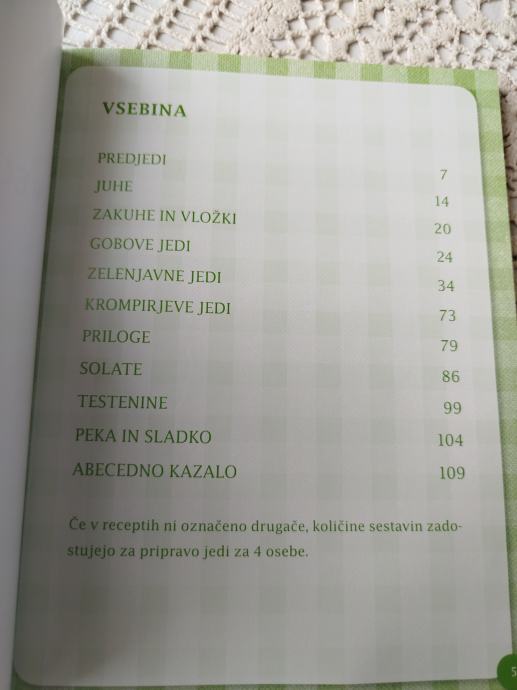 VSEBINA
PREDJEDI 7
JUHE 14
ZAKUHE IN VLOŽKI 20
GOBOVE JEDI 24
ZELENJAVNE JEDI 34
KROMPIRJEVE JEDI 73
PRILOGE 79
SOLATE 86
TESTENINE 99
PEKA IN SLADKO 104
ABECEDNO KAZALO 109
Če v receptih ni označeno drugače, količine sestavin zado-
stujejo za pripravo jedi za 4 osebe.
5